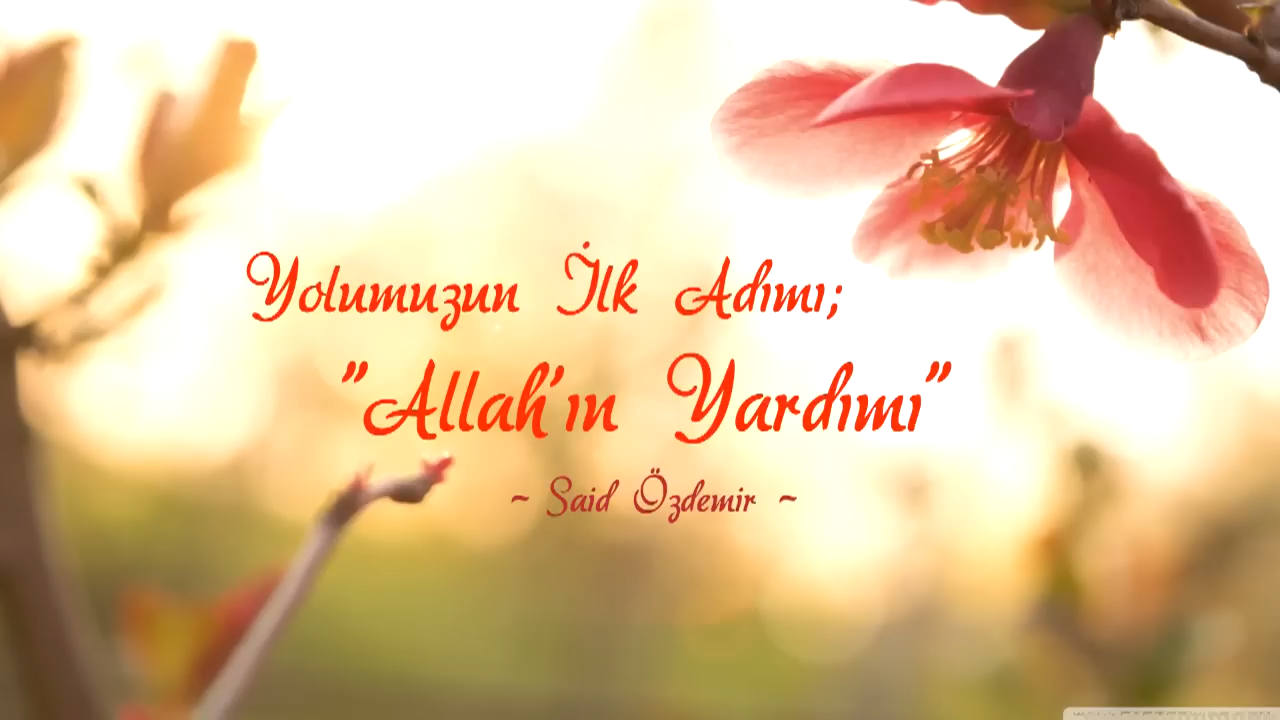 Yolumuzun İlk Adımı;
"Allah'ın Yardımı"
~ Said Özdemir ~